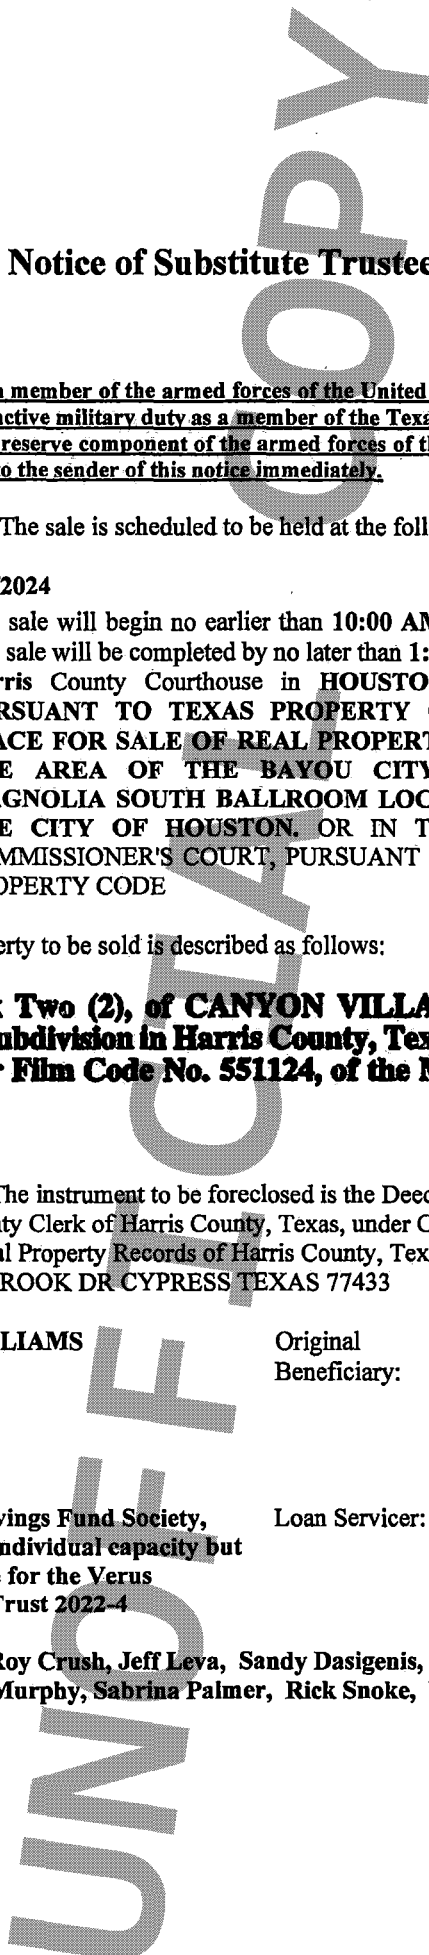 Notice of Substitute Trustee
member of the armed forces of the United
active military duty as a member of the Texa
reserve component of the armed forces of th
to the sender of this notice immediately.
The sale is scheduled to be held at the foll
2024
sale will begin no earlier than 10:00 AM
sale will be completed by no later than 1:
rris County Courthouse in HOUSTO
RSUANT TO TEXAS PROPERTY
ACE FOR SALE OF REAL PROPERT
E AREA OF THE BAYOU CITY
AGNOLIA SOUTH BALLROOM LOC
E CITY OF HOUSTON. OR IN T
MMISSIONER'S COURT, PURSUANT
OPERTY CODE
erty to be sold is described as follows:
k Two (2), of CANYON VILLA
ubdivision in Harris County, Tex
r Film Code No. 551124, of the M
The instrument to be foreclosed is the Deed
ty Clerk of Harris County, Texas, under C
al Property Records of Harris County, Tex
ROOK DR CYPRESS TEXAS 77433
LIAMS
Original
Beneficiary:
vings Fund Society,
ndividual capacity but
e for the Verus
Trust 2022-4
Loan Servicer:
Roy Crush, Jeff Leva, Sandy Dasigenis,
Murphy, Sabrina Palmer, Rick Snoke,
UNOFFICIAL COPY